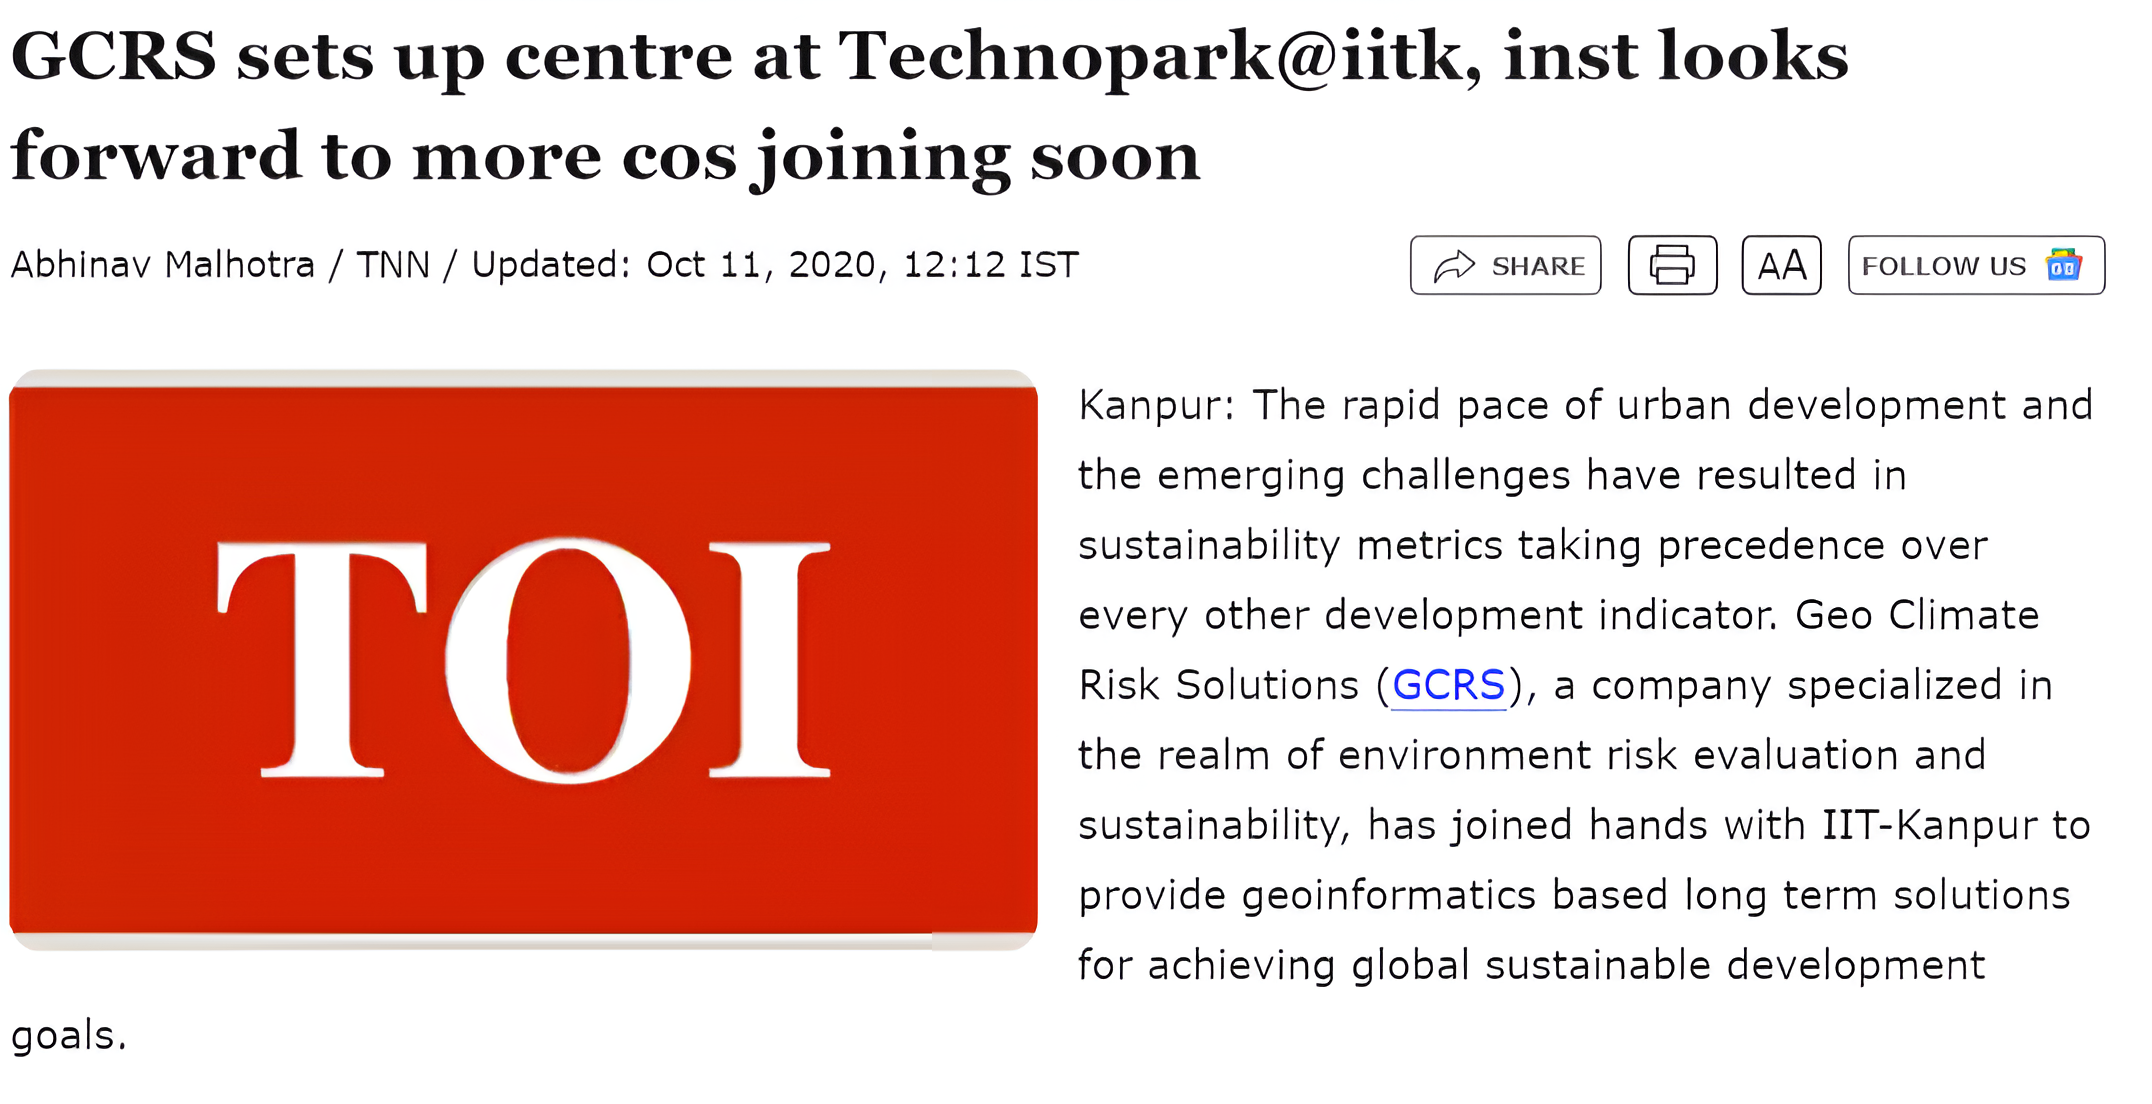 GCRS sets up centre at Technopark@iitk, inst looks
forward to more cos joining soon
Abhinav Malhotra / TNN / Updated: Oct 11, 2020, 12:12 IST
SHARE
AA
FOLLOW US
TOI
Kanpur: The rapid pace of urban development and
the emerging challenges have resulted in
sustainability metrics taking precedence over
every other development indicator. Geo Climate
Risk Solutions (GCRS), a company specialized in
the realm of environment risk evaluation and
sustainability, has joined hands with IIT-Kanpur to
provide geoinformatics based long term solutions
for achieving global sustainable development
goals.